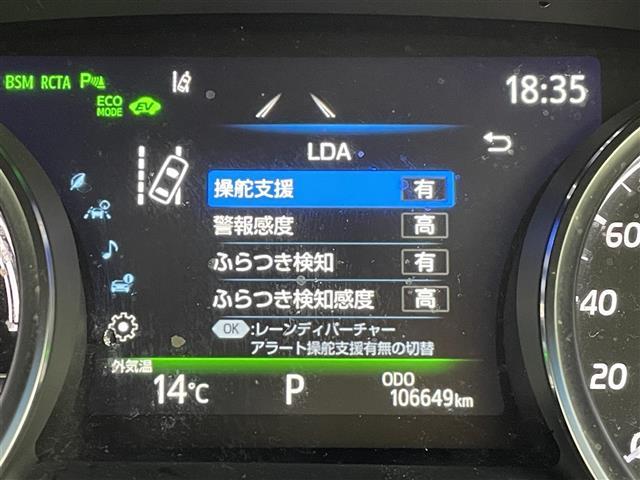 BSM RCTA P
18:35
ECO
MODE EV
LDA
操舵支援 有
警報感度 高
ふらつき検知 有
ふらつき検知感度 高
OK :レーンディパーチャー
アラート操舵支援有無の切替
外気温
14℃ P ODO
106649km
60
40
20